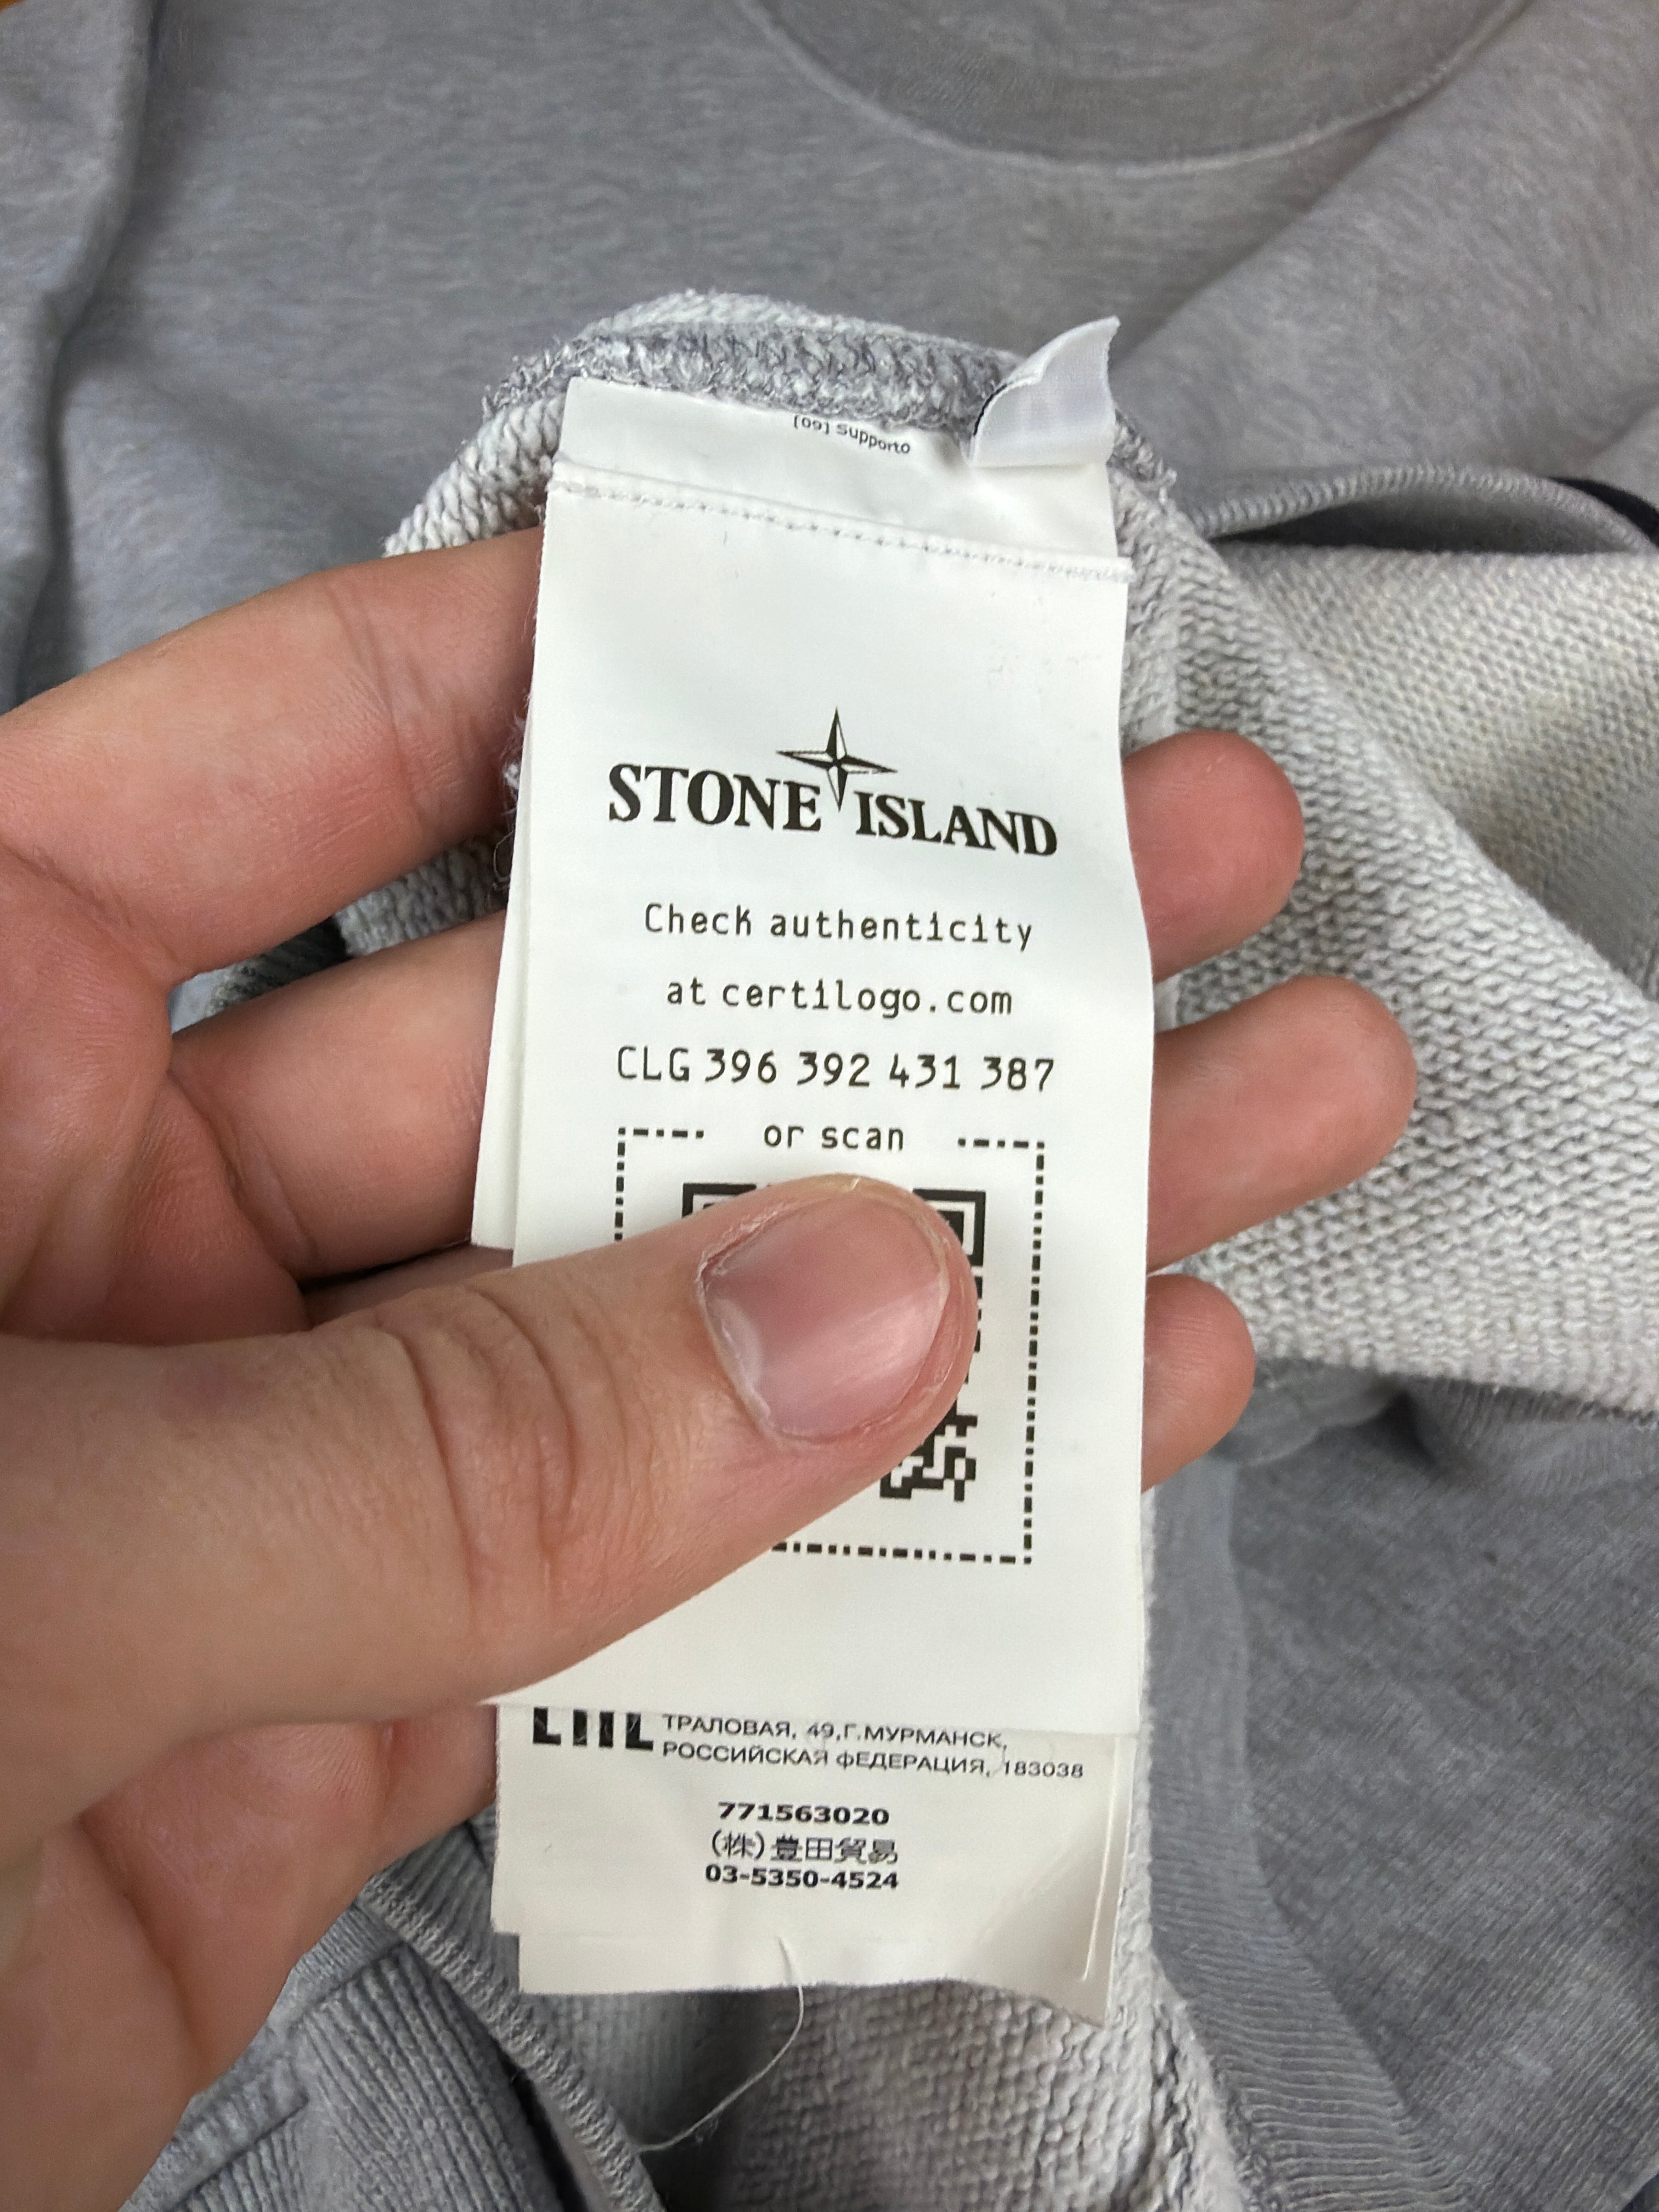 [09] Supporto
STONE ISLAND
Check authenticity
at certilogo.com
CLG 396 392 431 387
or scan
ТРАЛОВАЯ, 49,Г.МУРМАНСК,
РОССИЙСКАЯ ФЕДЕРАЦИЯ, 183038
771563020
(株)豊田貿易
03-5350-4524